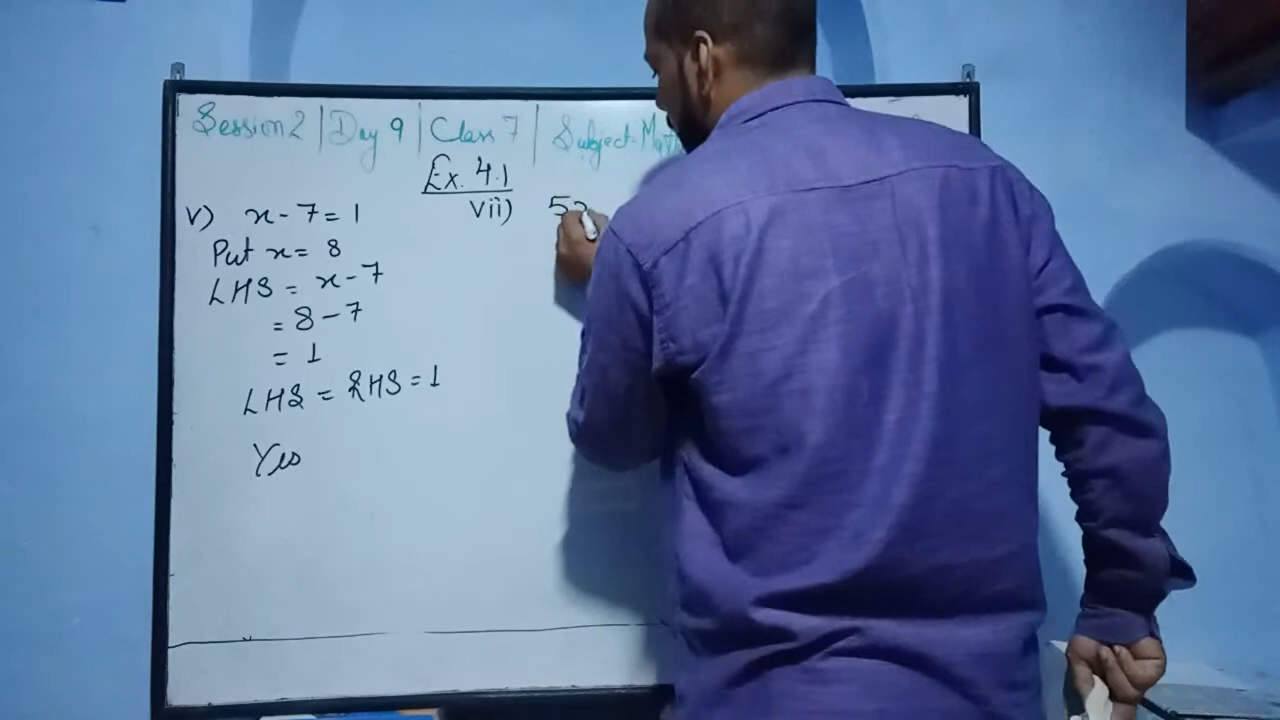 Session 2 | Day 9 | Class 7 | Subject-Math
Ex. 4.1
v) x - 7 = 1
Put x = 8
LHS = x - 7
= 8 - 7
= 1
LHS = RHS = 1
Yes
vii) 5